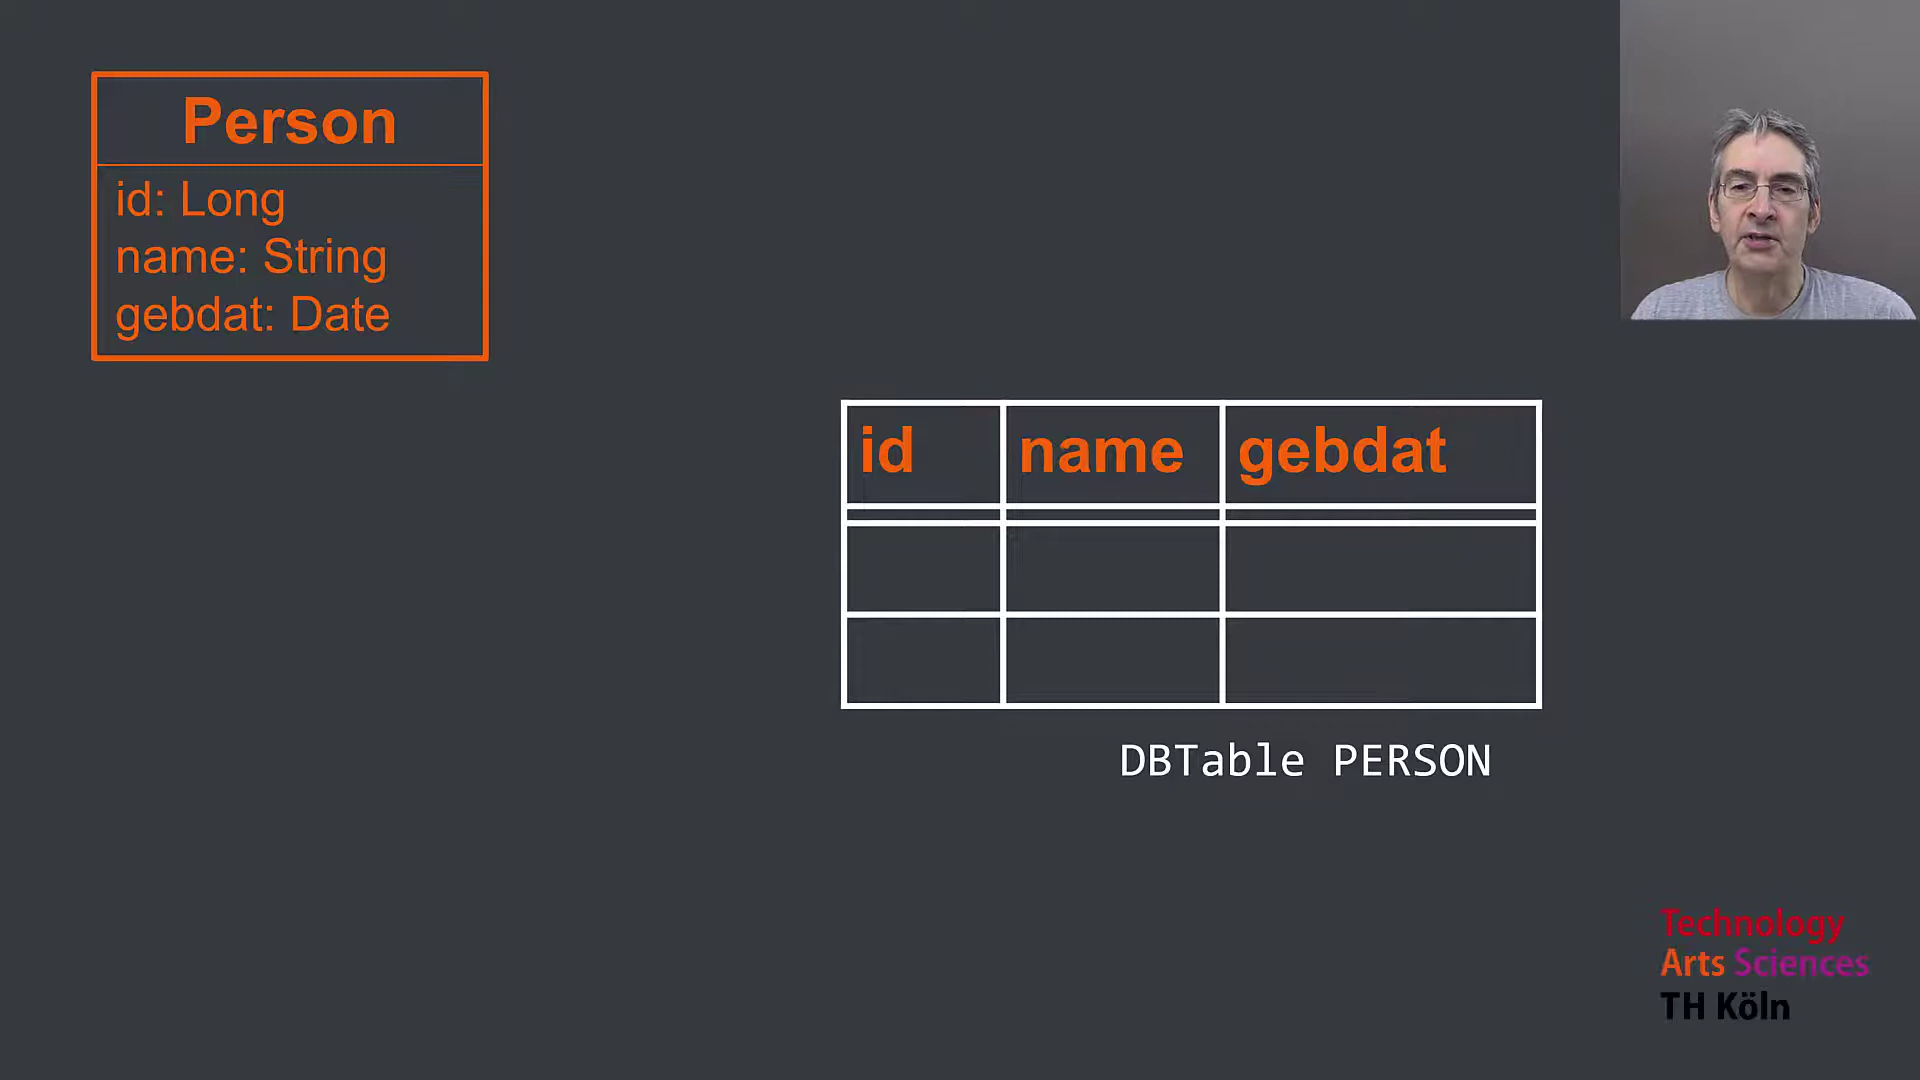 Person
id: Long
name: String
gebdat: Date
id name gebdat
DBTable PERSON
Technology
Arts Sciences
TH Köln